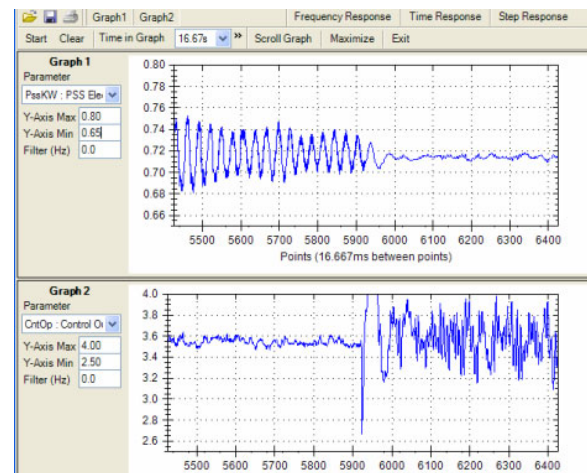 Graph1 Graph2 Frequency Response Time Response Step Response
Start Clear Time in Graph 16.67s » Scroll Graph Maximize Exit
Graph 1
Parameter
PssKW : PSS Ele
Y-Axis Max 0.80
Y-Axis Min 0.65
Filter (Hz) 0.0
0.80
0.78
0.76
0.74
0.72
0.70
0.68
0.66
5500 5600 5700 5800 5900 6000 6100 6200 6300 6400
Points (16.667ms between points)
Graph 2
Parameter
CntOp : Control O
Y-Axis Max 4.00
Y-Axis Min 2.50
Filter (Hz) 0.0
4.0
3.8
3.6
3.4
3.2
3.0
2.8
2.6
5500 5600 5700 5800 5900 6000 6100 6200 6300 6400